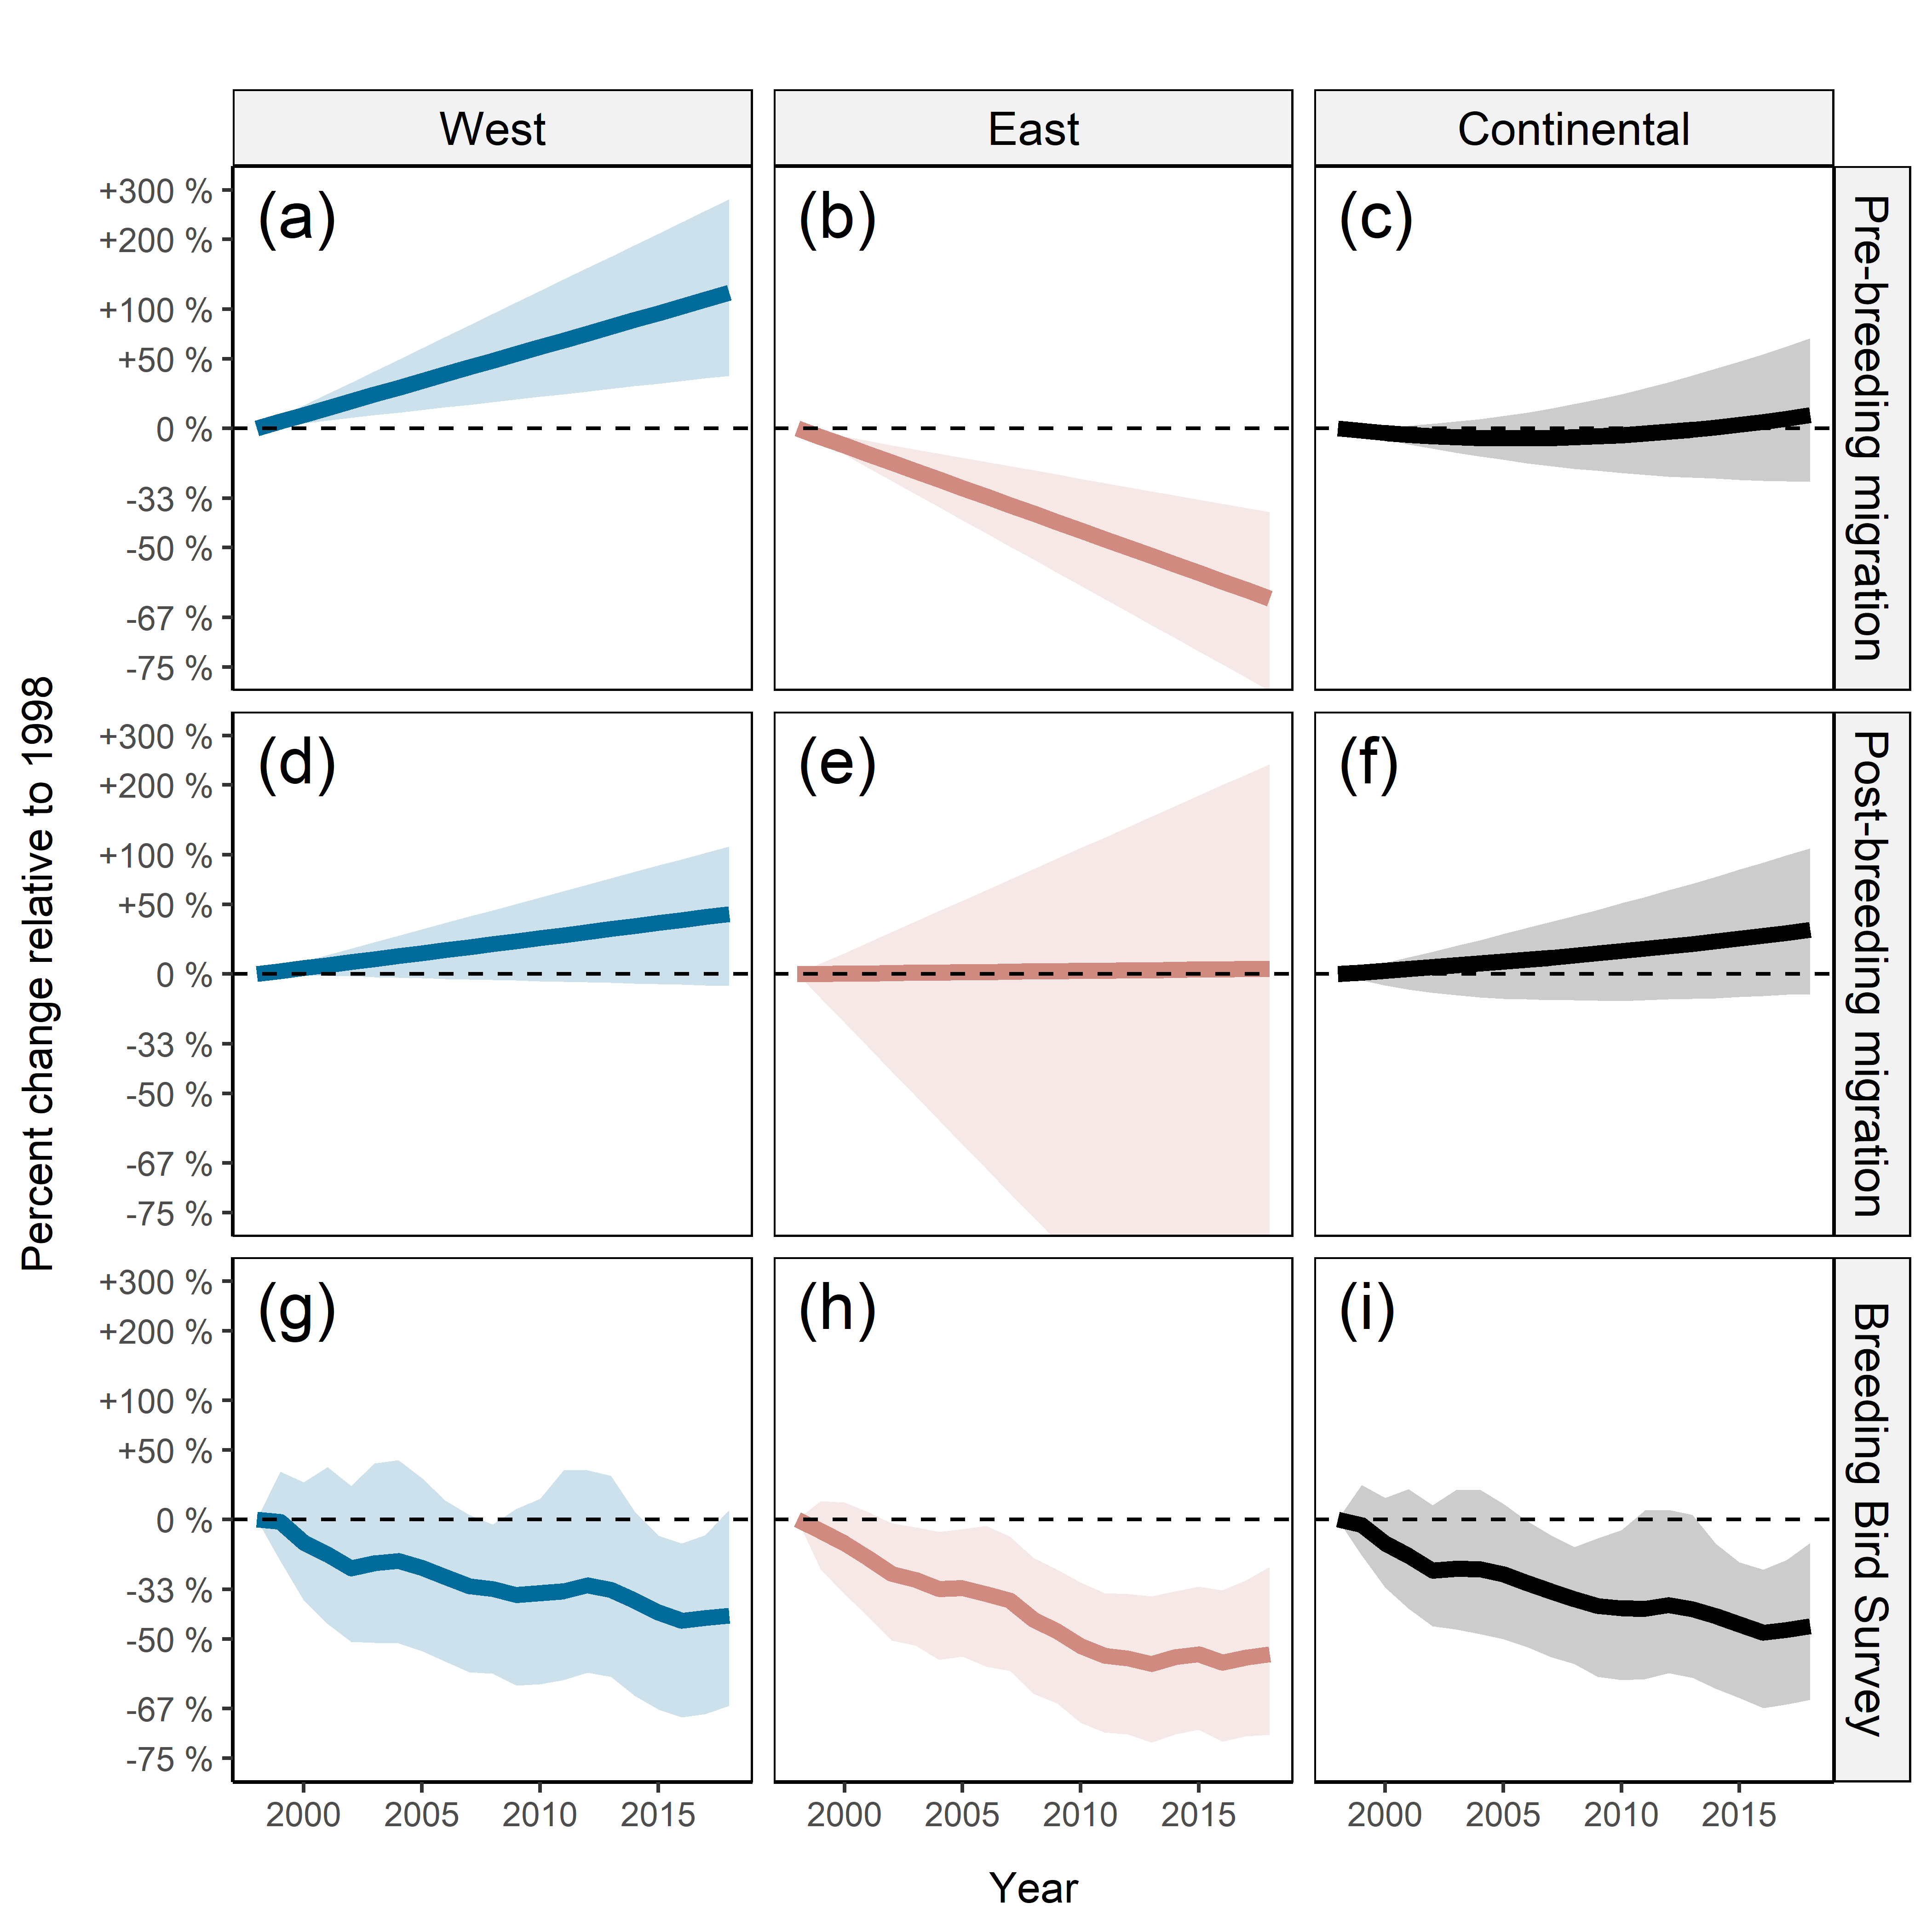 West
East
Continental
Percent change relative to 1998
+300 %
+200 %
+100 %
+50 %
0 %
-33 %
-50 %
-67 %
-75 %
(a)
(b)
(c)
Pre-breeding migration
+300 %
+200 %
+100 %
+50 %
0 %
-33 %
-50 %
-67 %
-75 %
(d)
(e)
(f)
Post-breeding migration
+300 %
+200 %
+100 %
+50 %
0 %
-33 %
-50 %
-67 %
-75 %
(g)
(h)
(i)
Breeding Bird Survey
2000 2005 2010 2015
2000 2005 2010 2015
2000 2005 2010 2015
Year